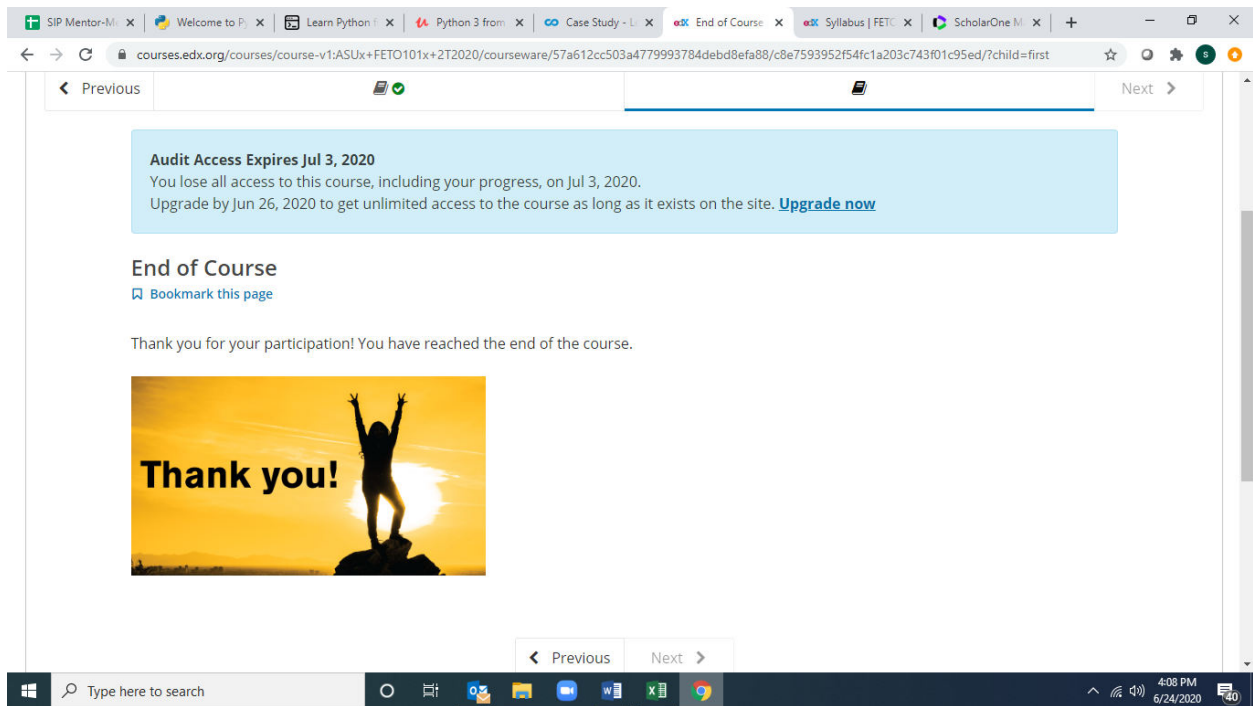 SIP Mentor-Me
Welcome to Py
Learn Python f
Python 3 from
Case Study - L
End of Course
Syllabus | FETO
ScholarOne M
courses.edx.org/courses/course-v1:ASUx+FETO101x+2T2020/courseware/57a612cc503a4779993784debd8efa88/c8e7593952f54fc1a203c743f01c95ed/?child=first
Previous
Next
Audit Access Expires Jul 3, 2020
You lose all access to this course, including your progress, on Jul 3, 2020.
Upgrade by Jun 26, 2020 to get unlimited access to the course as long as it exists on the site. Upgrade now
End of Course
Bookmark this page
Thank you for your participation! You have reached the end of the course.
Thank you!
Previous
Next
Type here to search
4:08 PM
6/24/2020
40